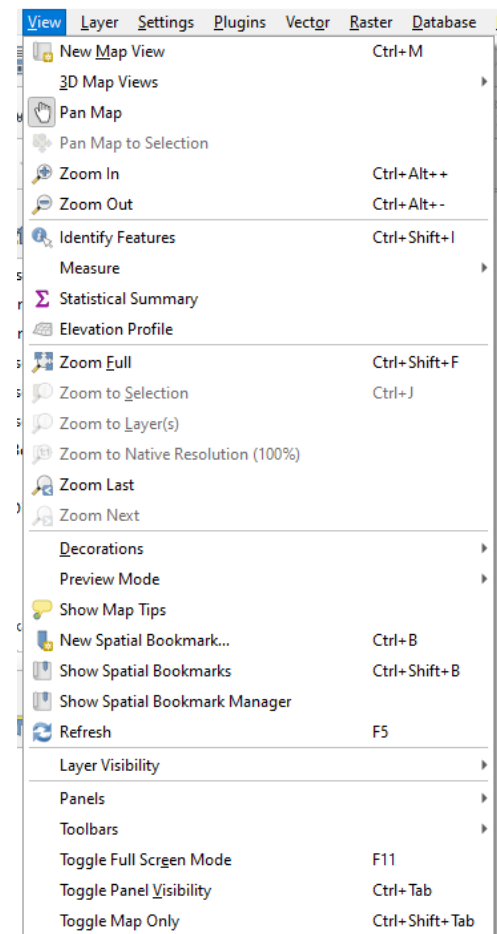 View Layer Settings Plugins Vector Raster Database
New Map View Ctrl+M
3D Map Views
Pan Map
Pan Map to Selection
Zoom In Ctrl+Alt++
Zoom Out Ctrl+Alt+-
Identify Features Ctrl+Shift+I
Measure
Statistical Summary
Elevation Profile
Zoom Full Ctrl+Shift+F
Zoom to Selection Ctrl+J
Zoom to Layer(s)
Zoom to Native Resolution (100%)
Zoom Last
Zoom Next
Decorations
Preview Mode
Show Map Tips
New Spatial Bookmark... Ctrl+B
Show Spatial Bookmarks Ctrl+Shift+B
Show Spatial Bookmark Manager
Refresh F5
Layer Visibility
Panels
Toolbars
Toggle Full Screen Mode F11
Toggle Panel Visibility Ctrl+Tab
Toggle Map Only Ctrl+Shift+Tab